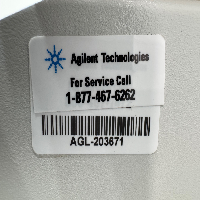 Agilent Technologies
For Service Call
1-877-467-6262
AGL-203671